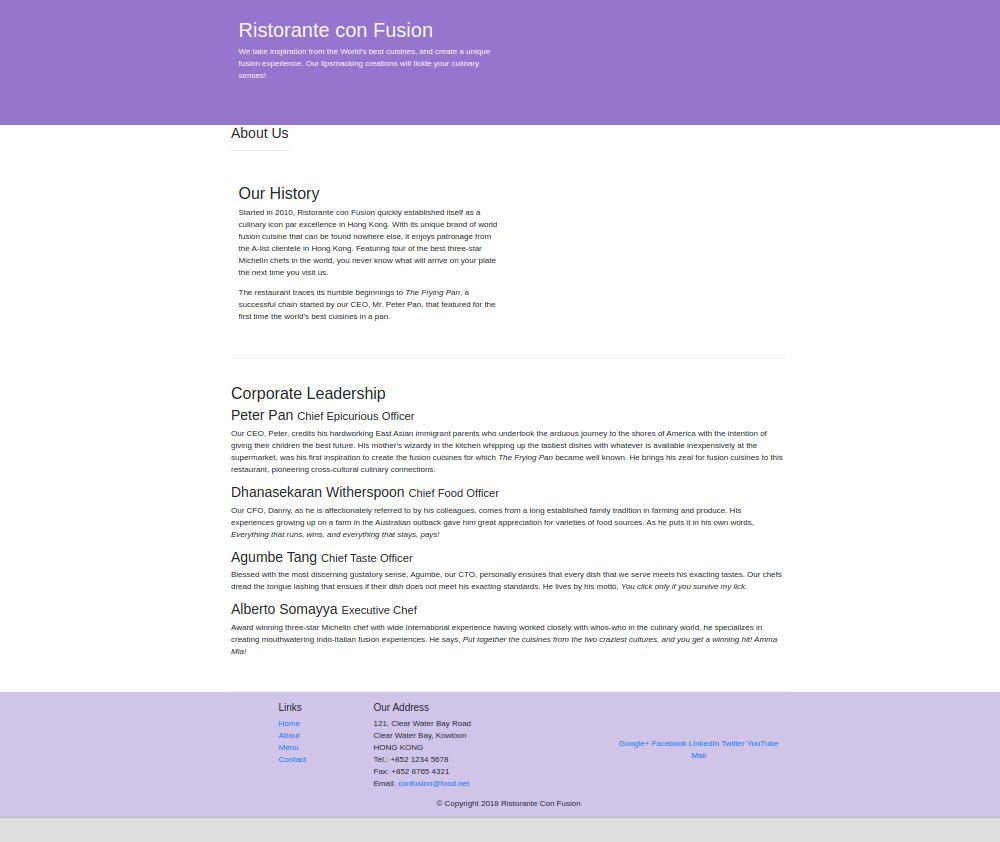 Ristorante con Fusion
We take inspiration from the World's best cuisines, and create a unique
fusion experience. Our lipsmacking creations will tickle your culinary
senses!
About Us
Our History
Started in 2010, Ristorante con Fusion quickly established itself as a
culinary icon par excellence in Hong Kong. With its unique brand of world
fusion cuisine that can be found nowhere else, it enjoys patronage from
the A-list clientele in Hong Kong. Featuring four of the best three-star
Michelin chefs in the world, you never know what will arrive on your plate
the next time you visit us.
The restaurant traces its humble beginnings to The Frying Pan, a
successful chain started by our CEO, Mr. Peter Pan, that featured for the
first time the world's best cuisines in a pan.
Corporate Leadership
Peter Pan Chief Epicurious Officer
Our CEO, Peter, credits his hardworking East Asian immigrant parents who undertook the arduous journey to the shores of America with the intention of
giving their children the best future. His mother's wizardy in the kitchen whipping up the tastiest dishes with whatever is available inexpensively at the
supermarket, was his first inspiration to create the fusion cuisines for which The Frying Pan became well known. He brings his zeal for fusion cuisines to this
restaurant, pioneering cross-cultural culinary connections.
Dhanasekaran Witherspoon Chief Food Officer
Our CFO, Danny, as he is affectionately referred to by his colleagues, comes from a long established family tradition in farming and produce. His
experiences growing up on a farm in the Australian outback gave him great appreciation for varieties of food sources. As he puts it in his own words,
Everything that runs, wins, and everything that stays, pays!
Agumbe Tang Chief Taste Officer
Blessed with the most discerning gustatory sense, Agumbe, our CTO, personally ensures that every dish that we serve meets his exacting tastes. Our chefs
dread the tongue lashing that ensues if their dish does not meet his exacting standards. He lives by his motto, You click only if you survive my lick.
Alberto Somayya Executive Chef
Award winning three-star Michelin chef with wide International experience having worked closely with whos-who in the culinary world, he specializes in
creating mouthwatering Indo-Italian fusion experiences. He says, Put together the cuisines from the two craziest cultures, and you get a winning hit! Amma
Mia!
Links
Home
About
Menu
Contact
Our Address
121, Clear Water Bay Road
Clear Water Bay, Kowloon
HONG KONG
Tel.: +852 1234 5678
Fax: +852 8765 4321
Email: confusion@food.net
Google+ Facebook LinkedIn Twitter YouTube
Mail
© Copyright 2018 Ristorante Con Fusion